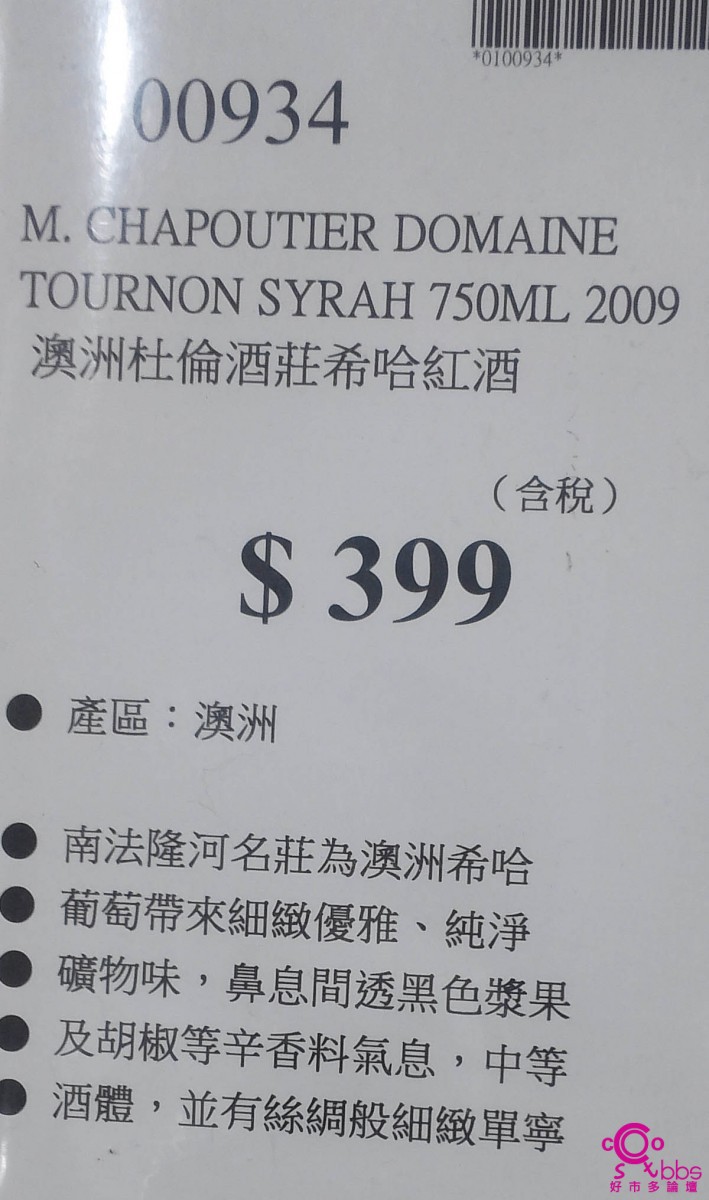 *0100934*
00934
M. CHAPOUTIER DOMAINE
TOURNON SYRAH 750ML 2009
澳洲杜倫酒莊希哈紅酒
（含稅）
$ 399
● 產區：澳洲
● 南法隆河名莊為澳洲希哈
● 葡萄帶來細緻優雅、純淨
● 礦物味，鼻息間透黑色漿果
● 及胡椒等辛香料氣息，中等
● 酒體，並有絲綢般細緻單寧
COSTCO bbs
好市多論壇